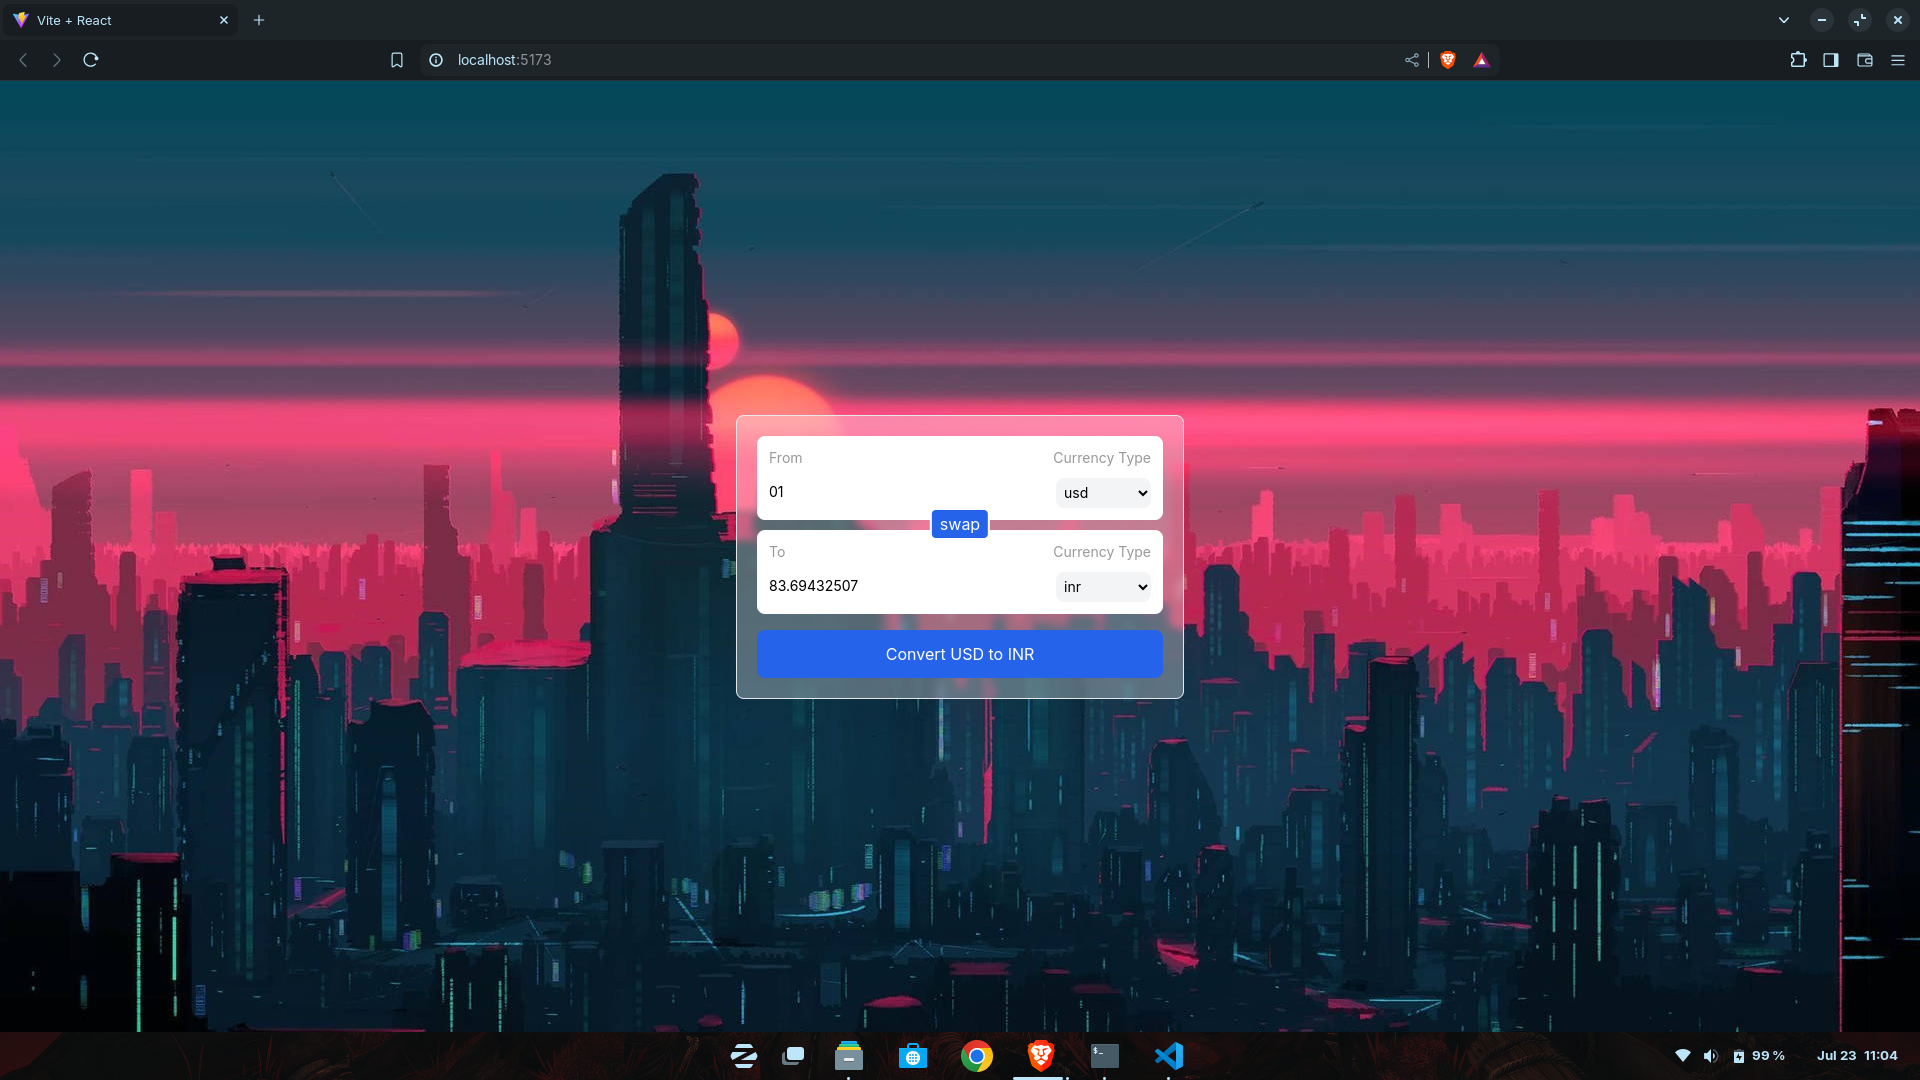 Vite + React
localhost:5173
From
Currency Type
01
usd
swap
To
Currency Type
83.69432507
inr
Convert USD to INR
$_
99 %
Jul 23 11:04